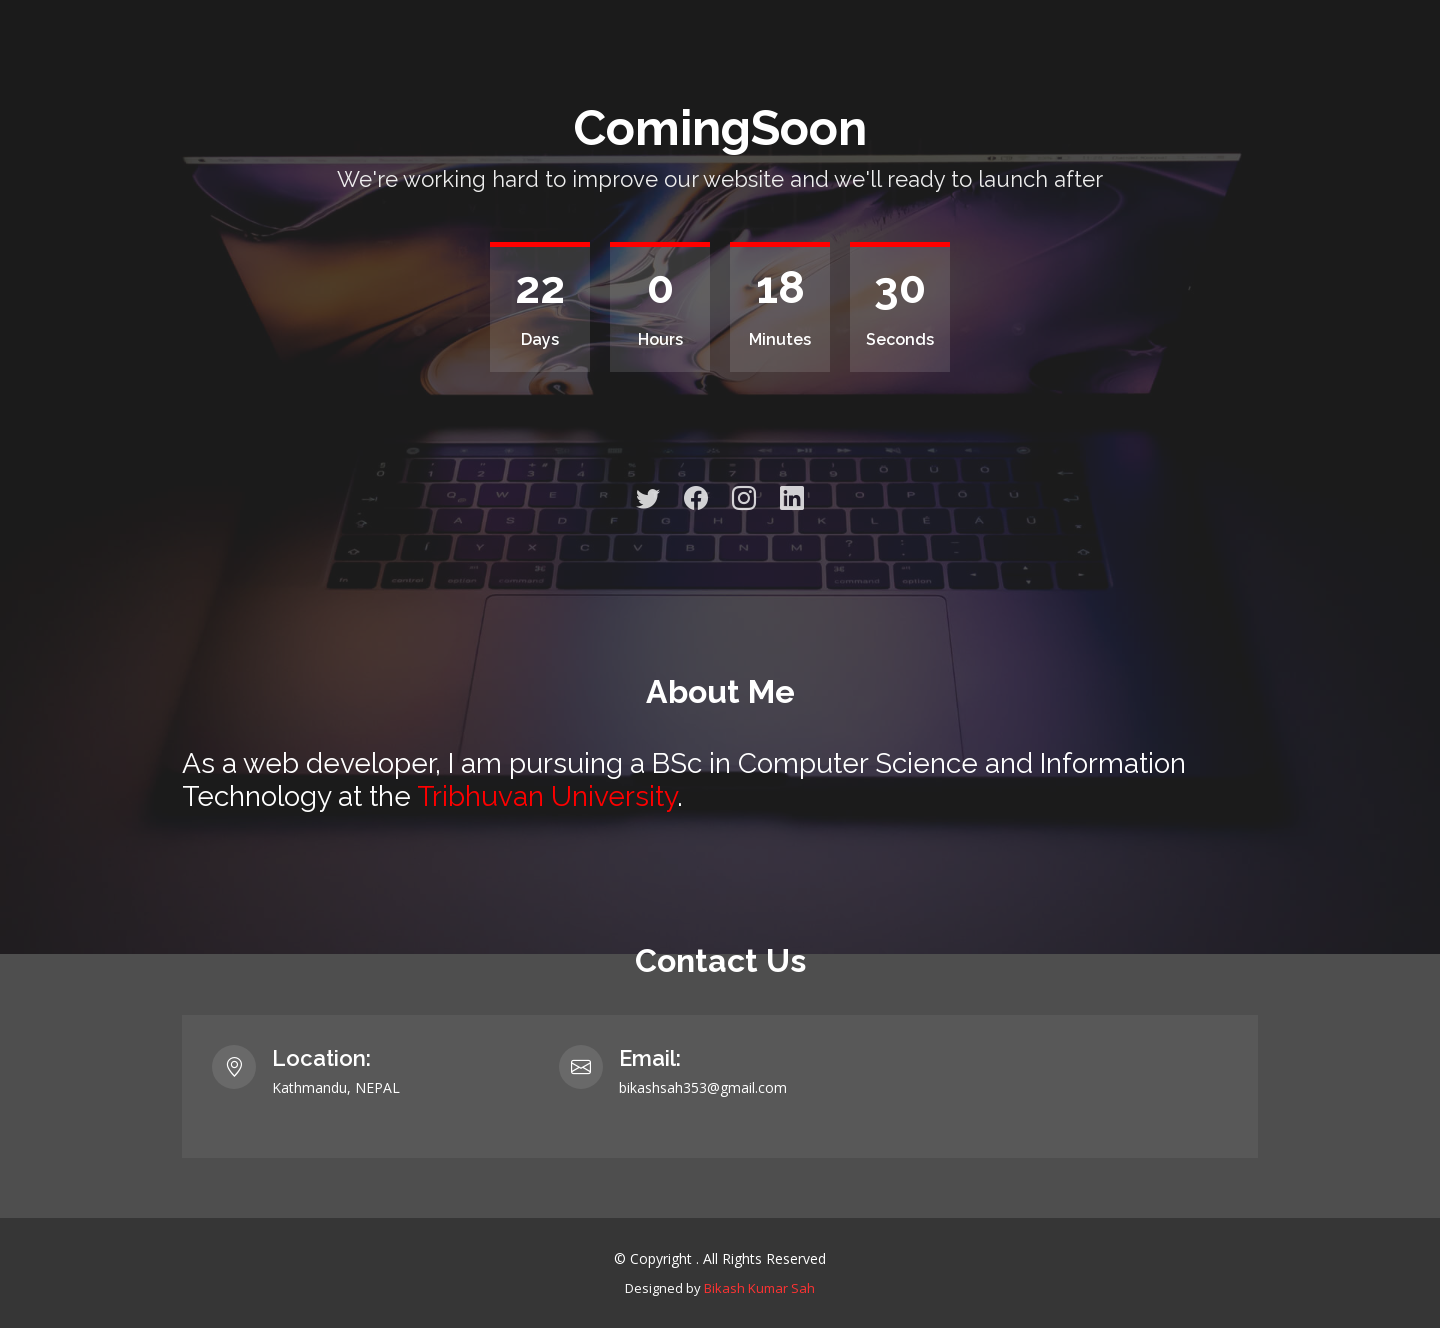 ComingSoon
We're working hard to improve our website and we'll ready to launch after
22 0 18 30
Days Hours Minutes Seconds
About Me
As a web developer, I am pursuing a BSc in Computer Science and Information
Technology at the Tribhuvan University.
Contact Us
Location:
Kathmandu, NEPAL
Email:
bikashsah353@gmail.com
© Copyright . All Rights Reserved
Designed by Bikash Kumar Sah